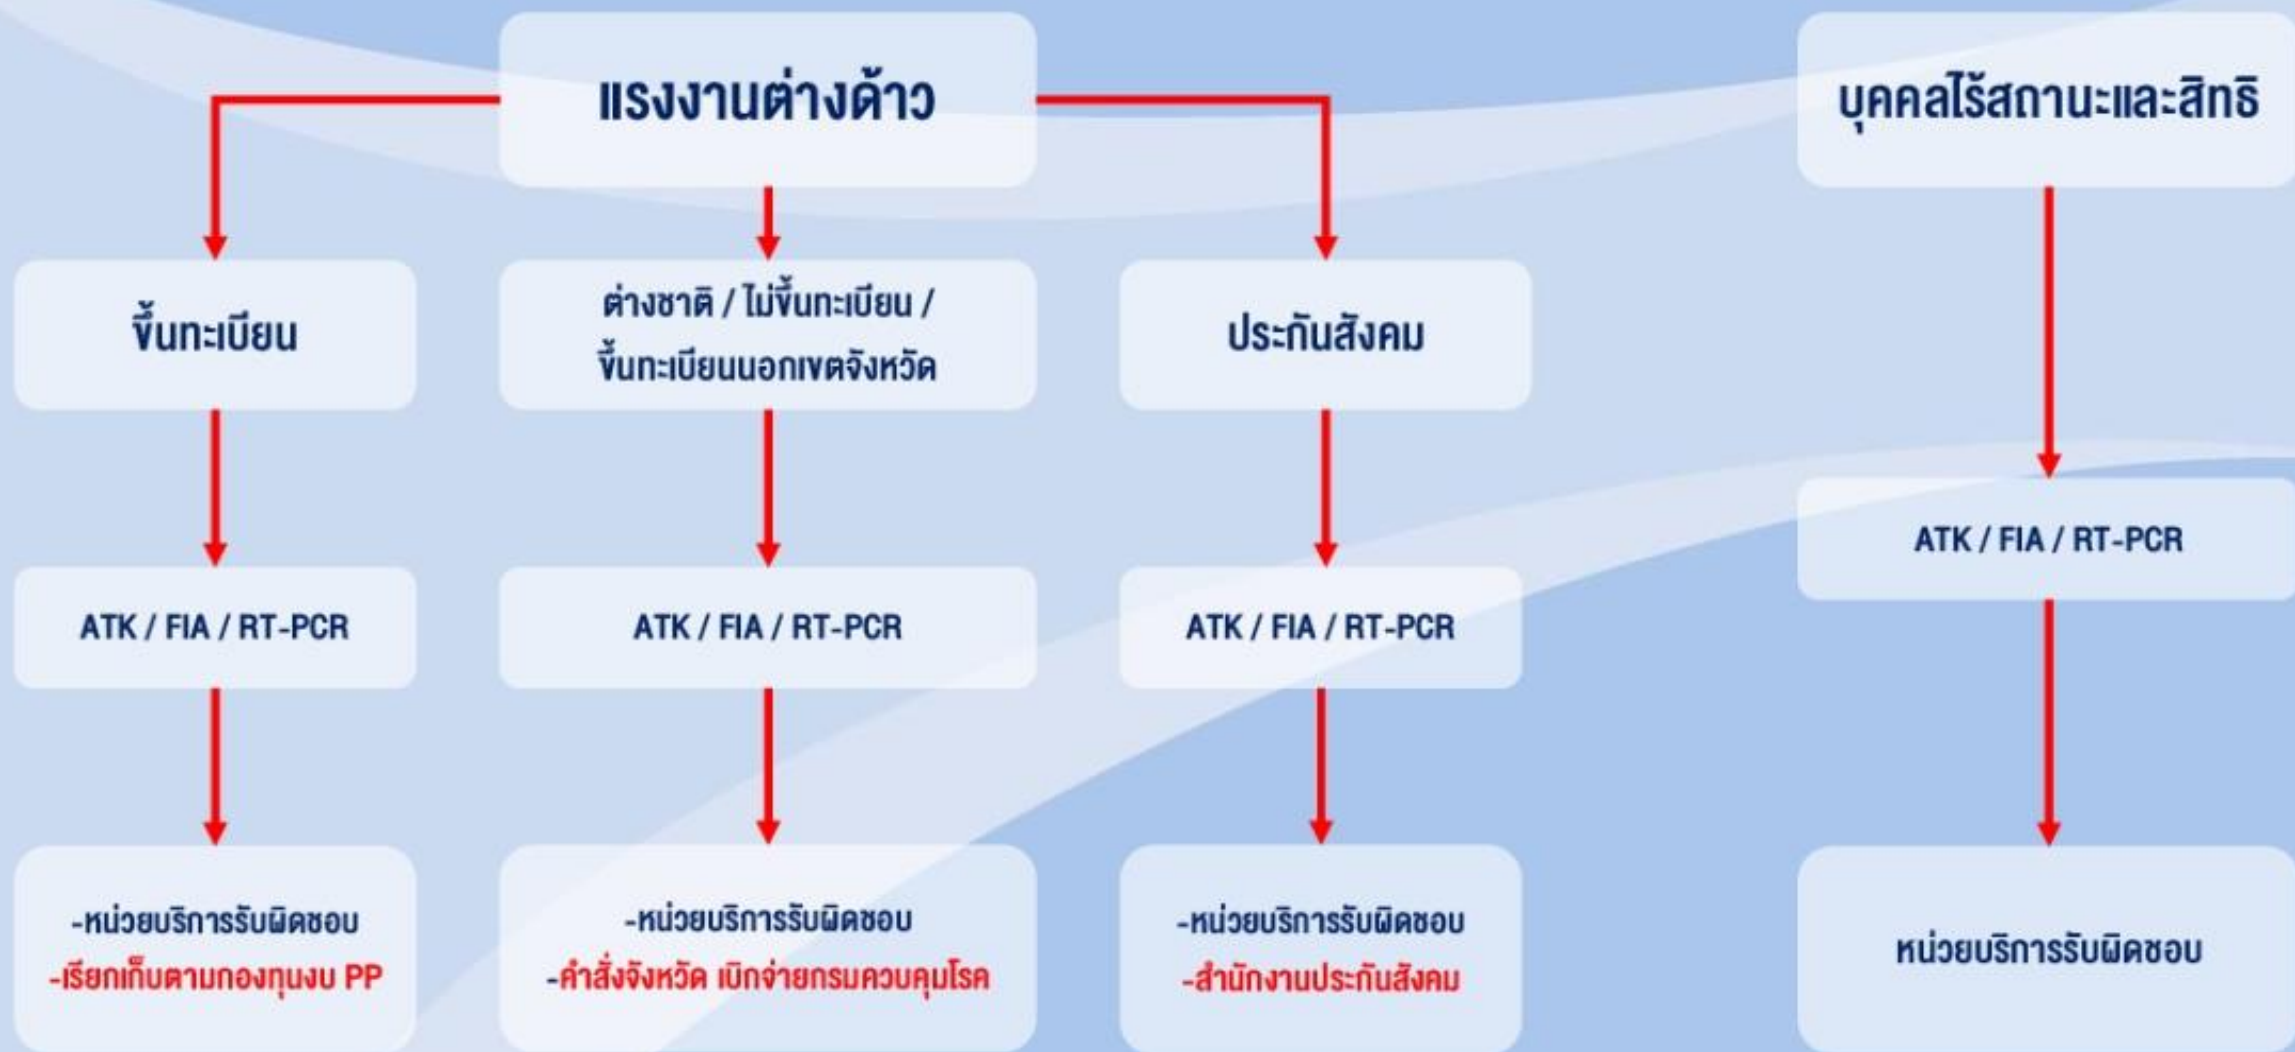 แรงงานต่างด้าว
บุคคลไร้สถานะและสิทธิ
ขึ้นทะเบียน
ต่างชาติ / ไม่ขึ้นทะเบียน /
ขึ้นทะเบียนนอกเขตจังหวัด
ประกันสังคม
ATK / FIA / RT-PCR
ATK / FIA / RT-PCR
ATK / FIA / RT-PCR
ATK / FIA / RT-PCR
-หน่วยบริการรับผิดชอบ
-เรียกเก็บตามกองทุนงบ PP
-หน่วยบริการรับผิดชอบ
-คำสั่งจังหวัด เบิกจ่ายกรมควบคุมโรค
-หน่วยบริการรับผิดชอบ
-สำนักงานประกันสังคม
หน่วยบริการรับผิดชอบ